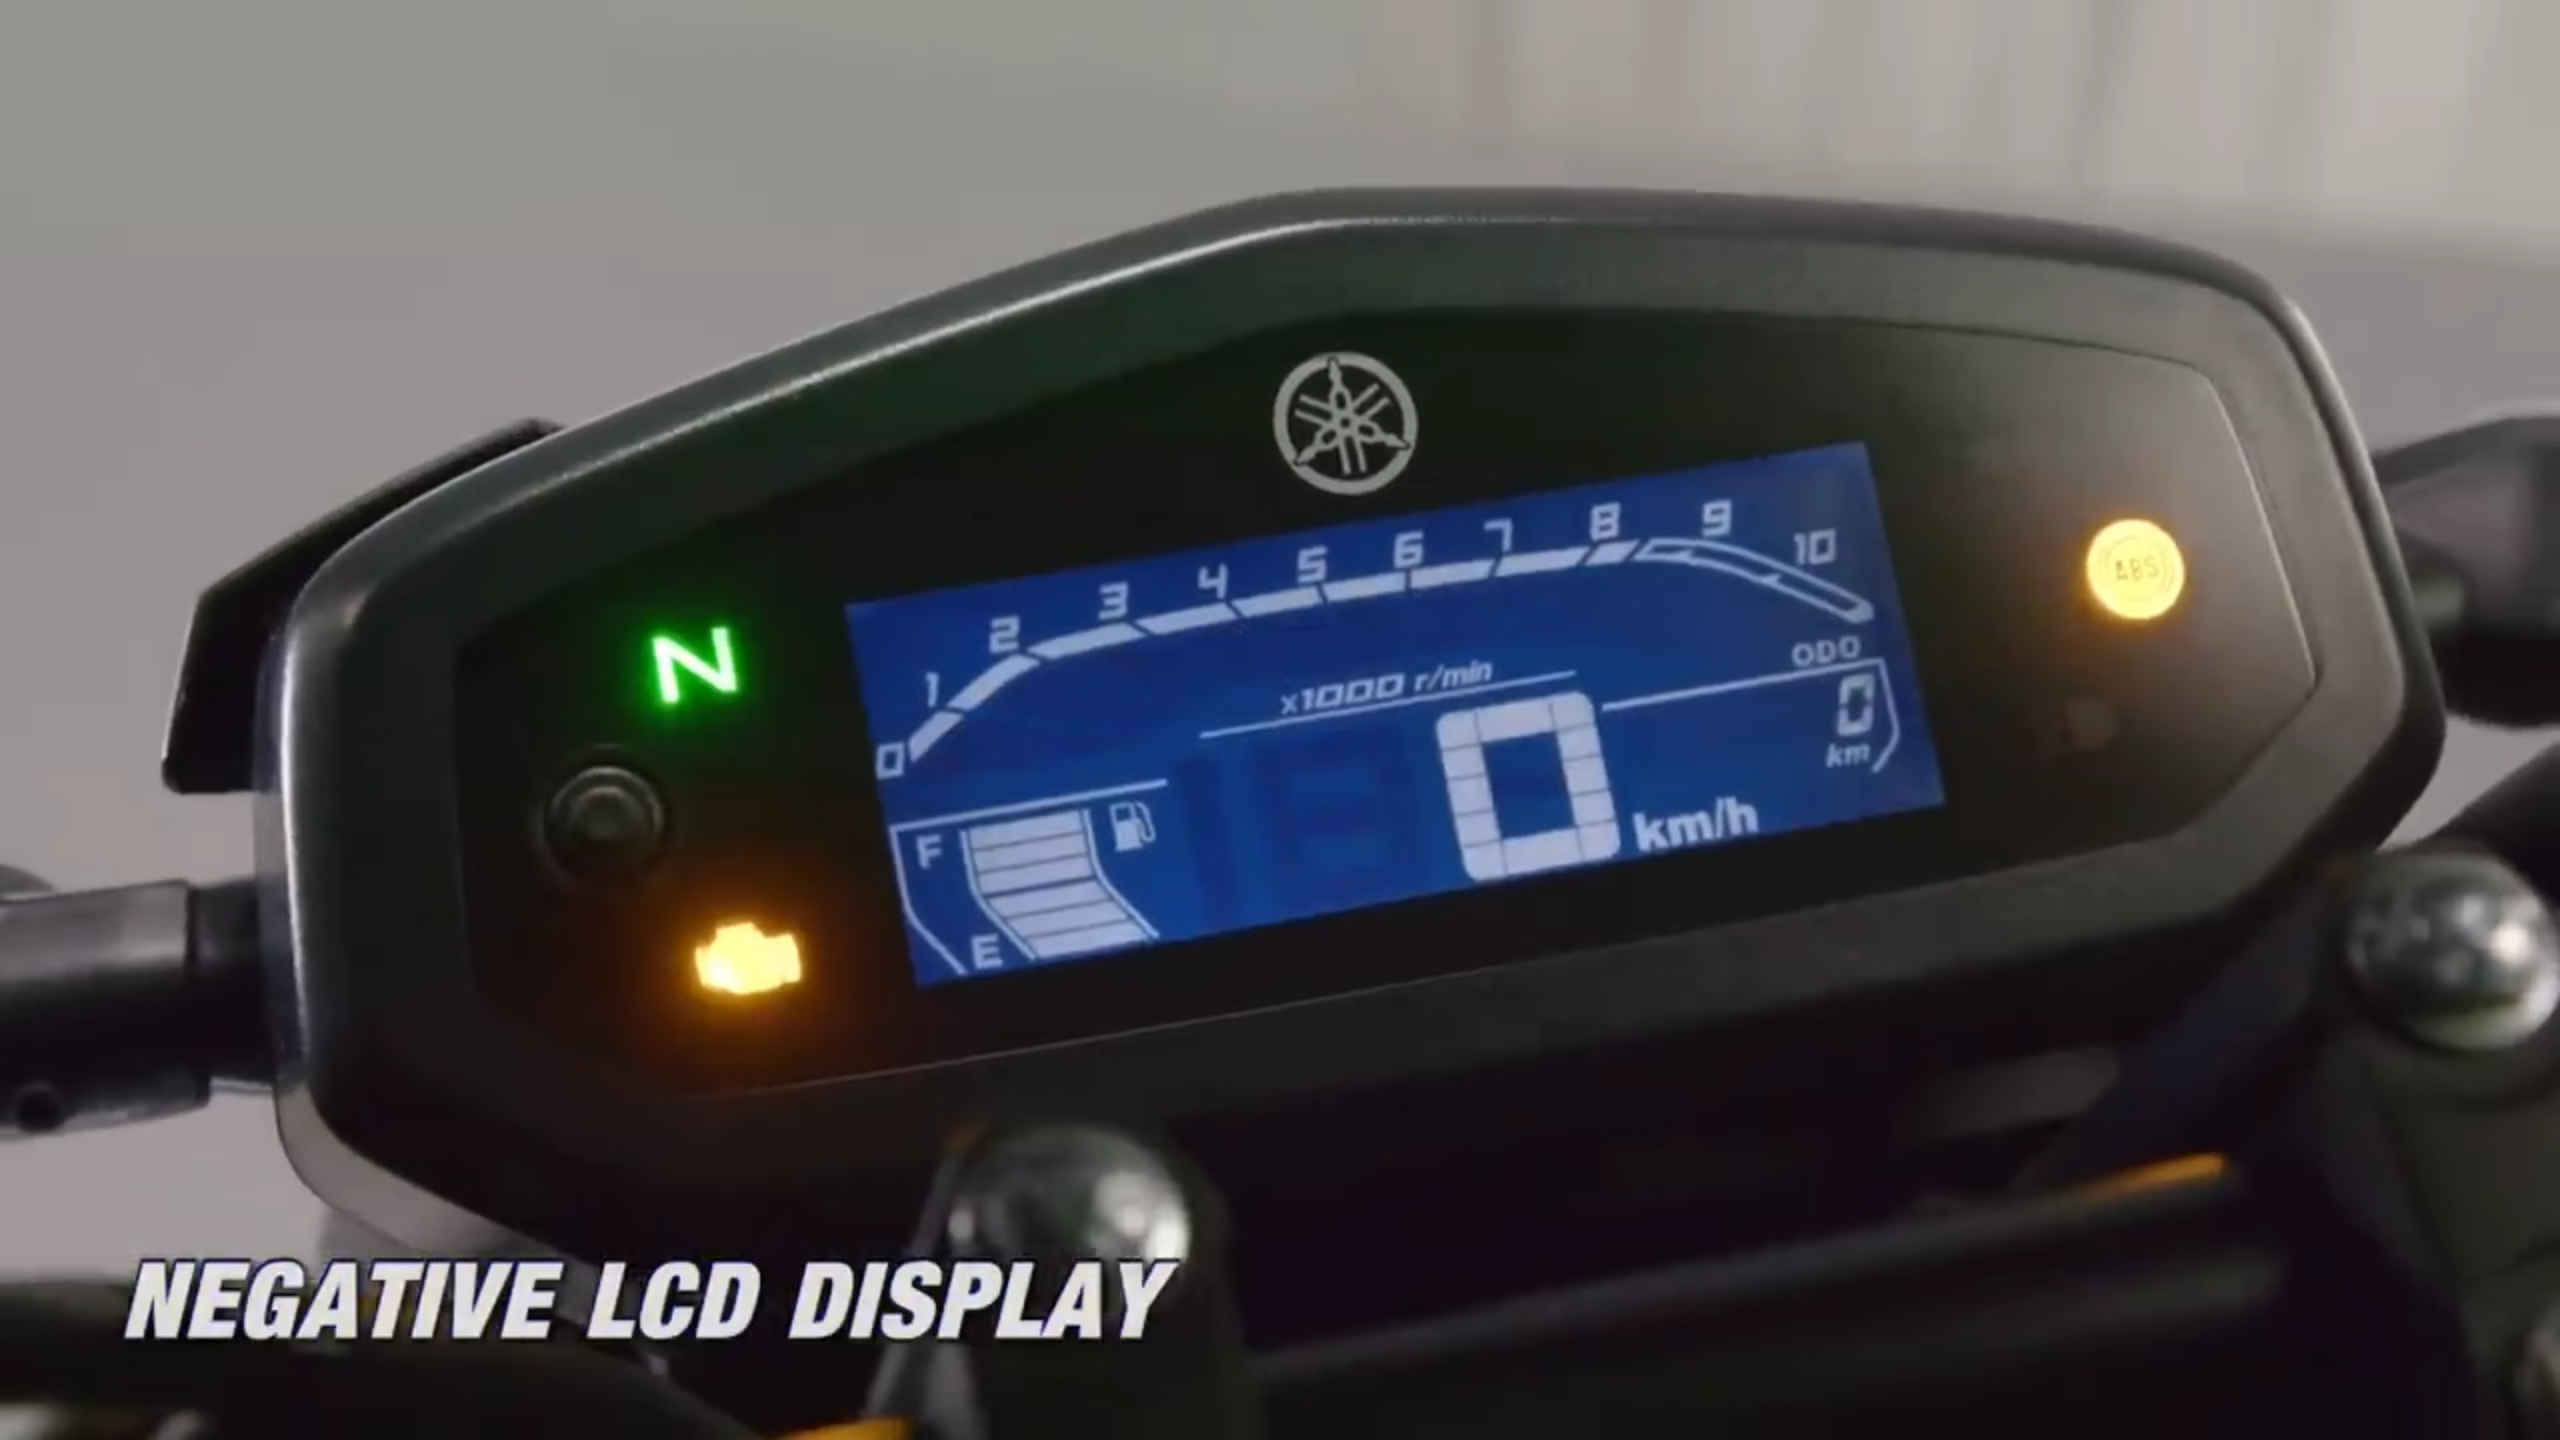 0 1 2 3 4 5 6 7 8 9 10
x1000 r/min
ODO
0
km
N
ABS
F
E
0 km/h
NEGATIVE LCD DISPLAY